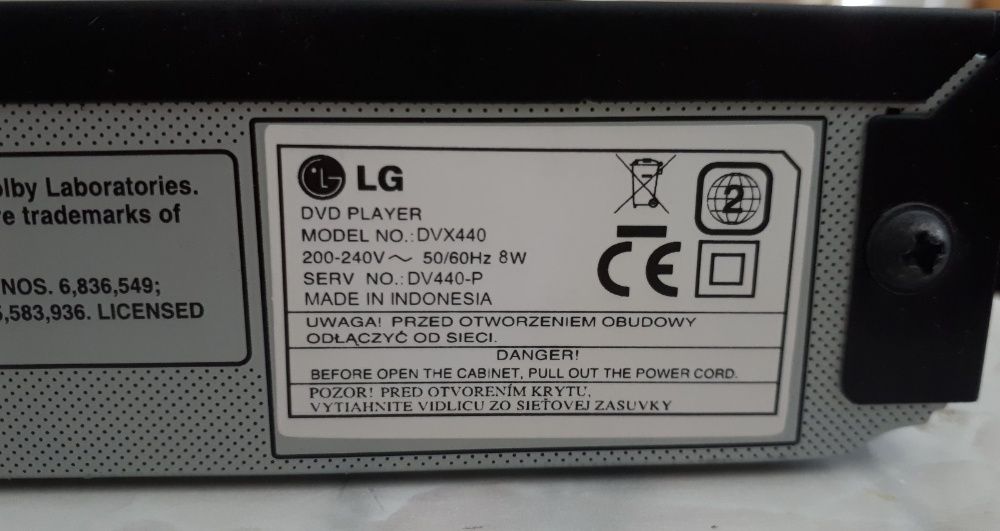 olby Laboratories.
re trademarks of
NOS. 6,836,549;
5,583,936. LICENSED
LG
DVD PLAYER
MODEL NO.:DVX440
200-240V～ 50/60Hz 8W
SERV NO.:DV440-P
MADE IN INDONESIA
2
CE
UWAGA! PRZED OTWORZENIEM OBUDOWY
ODŁĄCZYĆ OD SIECI.
DANGER!
BEFORE OPEN THE CABINET, PULL OUT THE POWER CORD.
POZOR! PRED OTVORENÍM KRYTU,
VYTIAHNITE VIDLICU ZO SIEŤOVEJ ZASUVKY